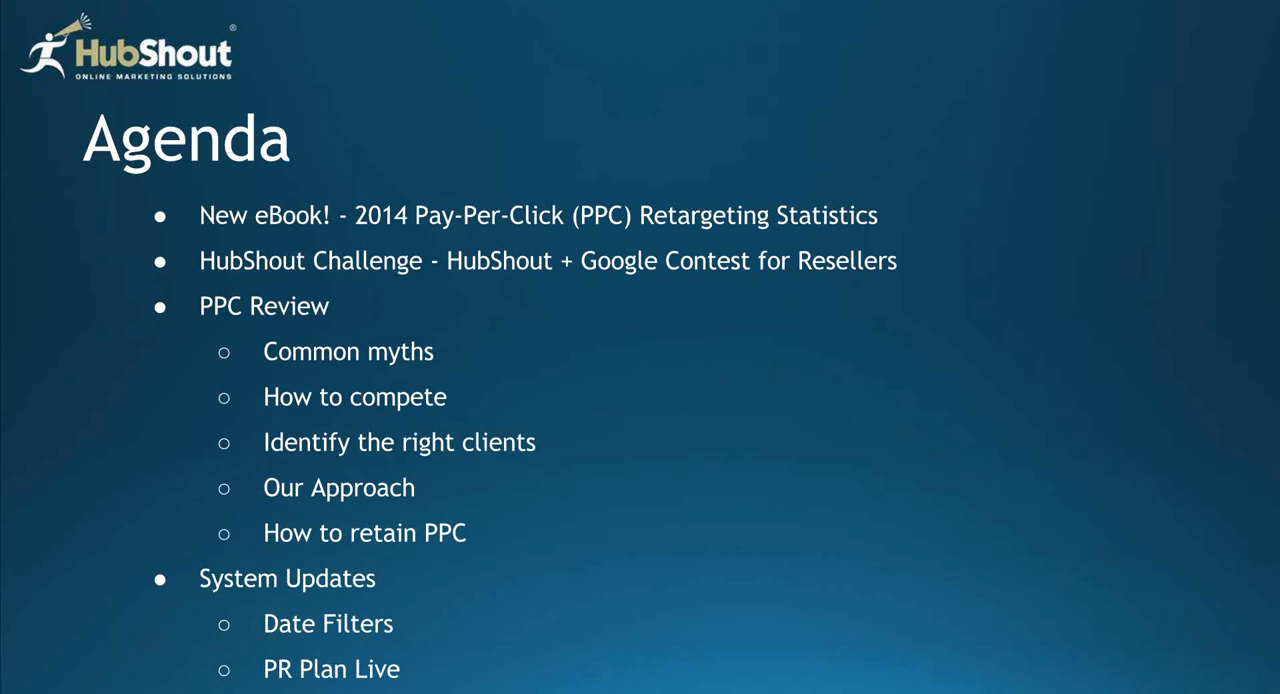 HubShout®
ONLINE MARKETING SOLUTIONS
Agenda
● New eBook! - 2014 Pay-Per-Click (PPC) Retargeting Statistics
● HubShout Challenge - HubShout + Google Contest for Resellers
● PPC Review
○ Common myths
○ How to compete
○ Identify the right clients
○ Our Approach
○ How to retain PPC
● System Updates
○ Date Filters
○ PR Plan Live